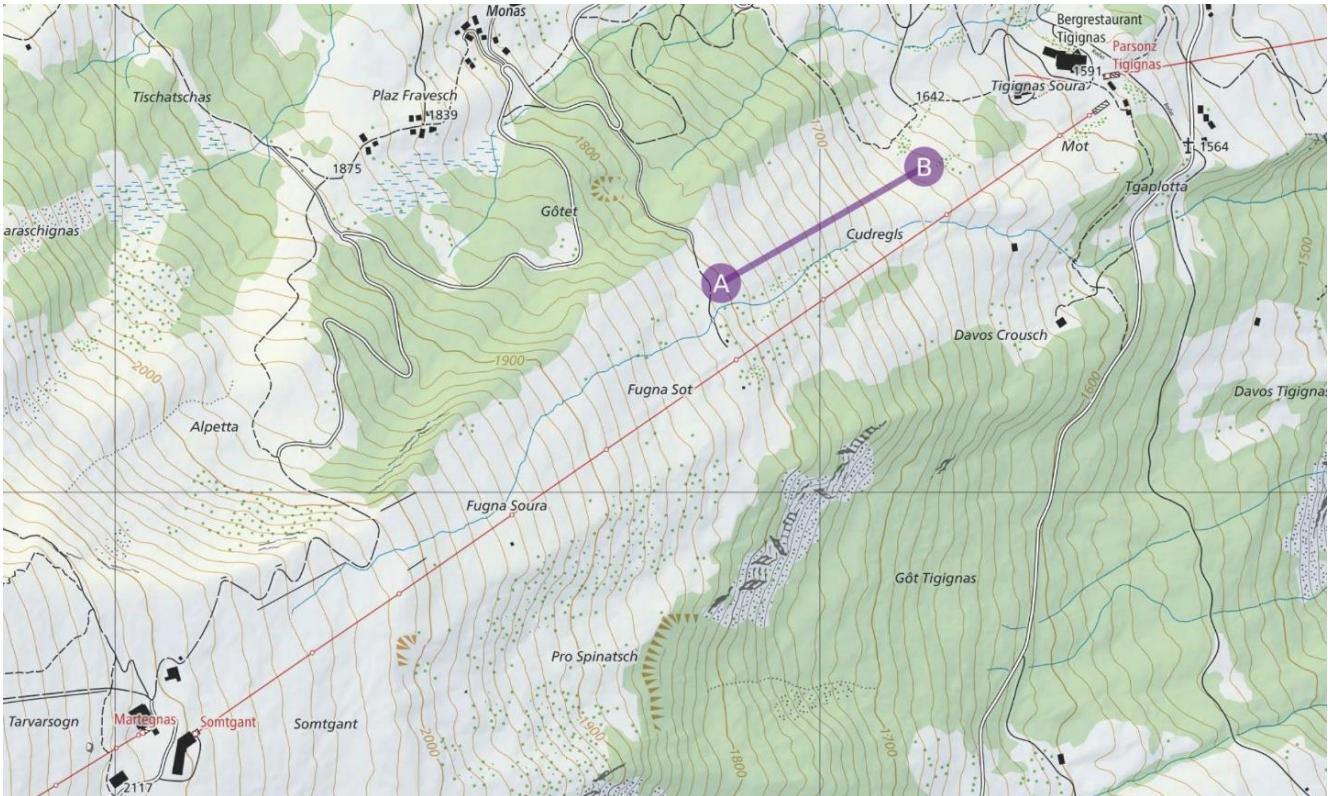 Monas
Bergrestaurant
Tigignas
Parsonz
Tigignas
Tischatschas
Plaz Fravesch
1839
1591
Tigignas Soura
1642
1700
1800
Mot
1564
1875
B
Tgaplotta
araschignas
Gôtet
Cudregls
1500
A
Davos Crousch
2000
1900
Fugna Sot
1600
Davos Tigignas
Alpetta
Fugna Soura
Gôt Tigignas
Pro Spinatsch
Martegnas
Somtgant
Tarvarsogn
Somtgant
1900
2000
1800
1700
2117